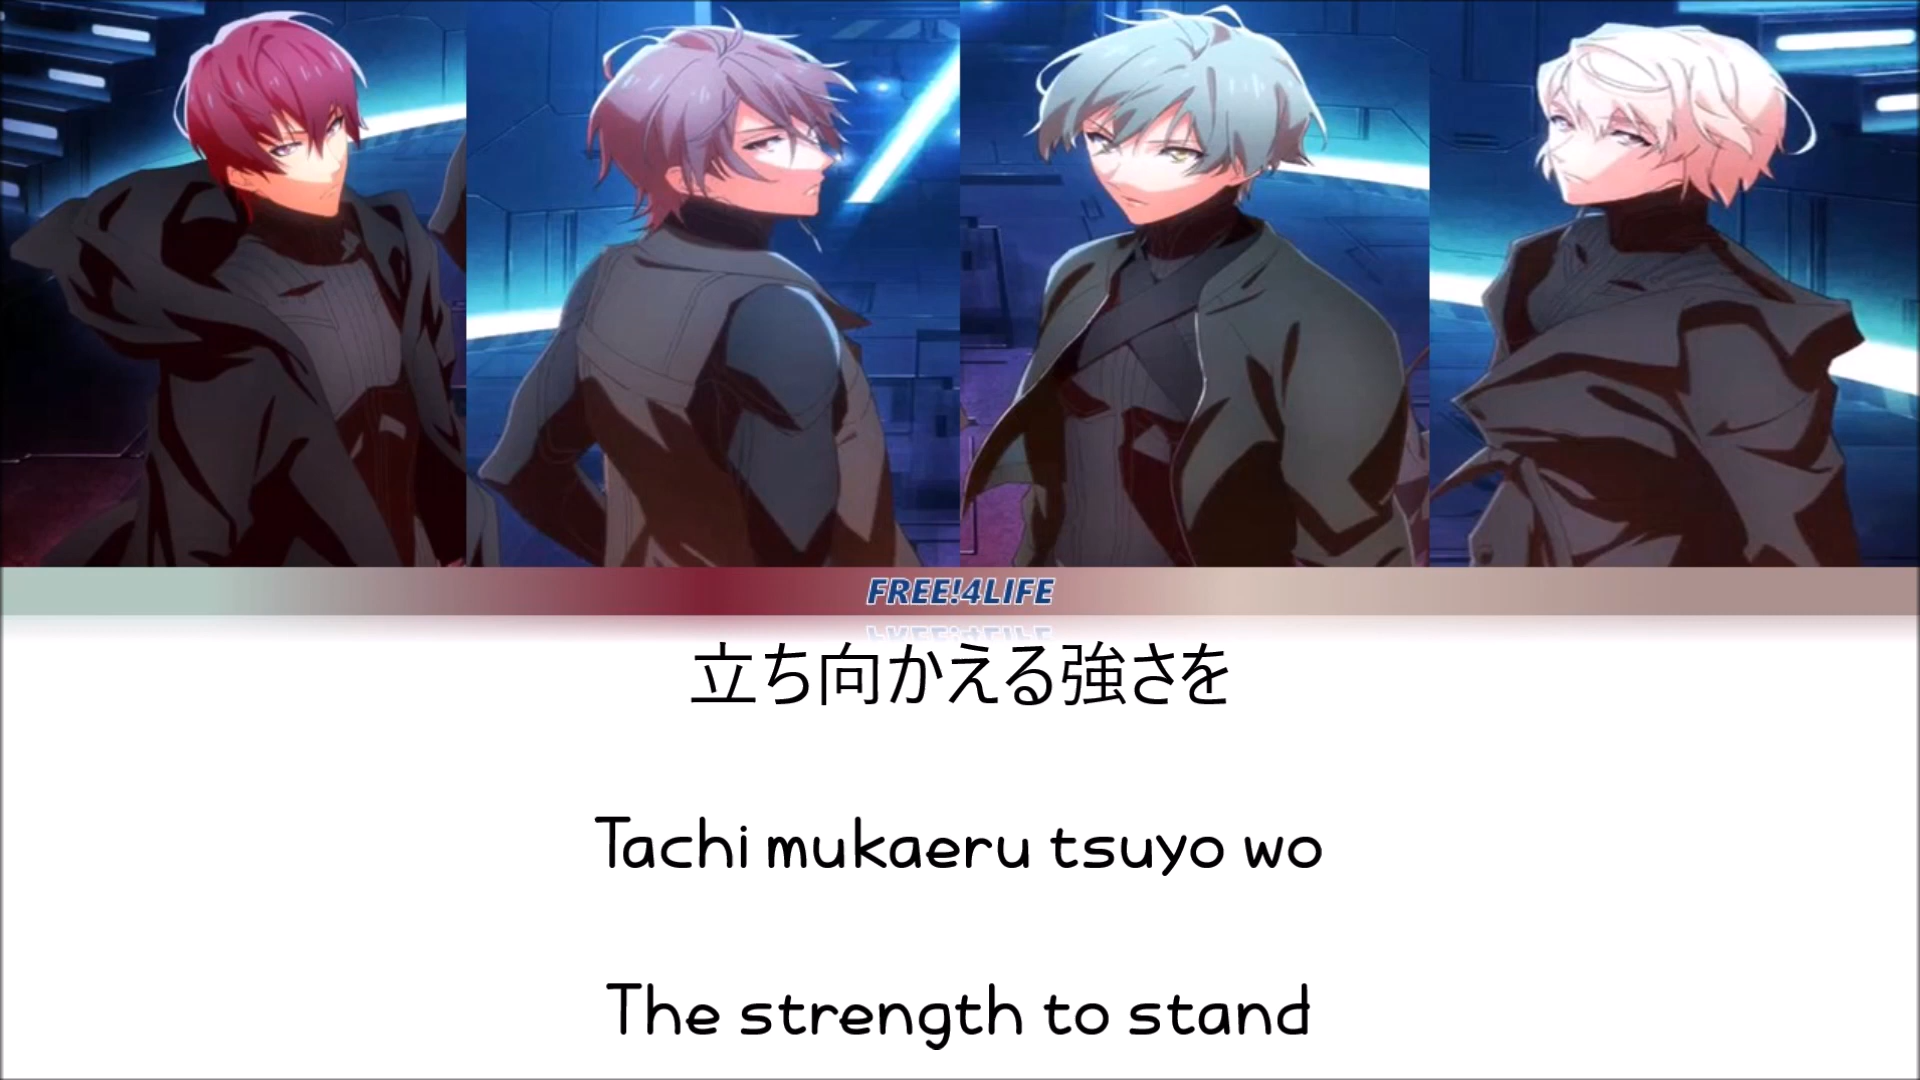 FREE!4LIFE
立ち向かえる強さを
Tachi mukaeru tsuyo wo
The strength to stand